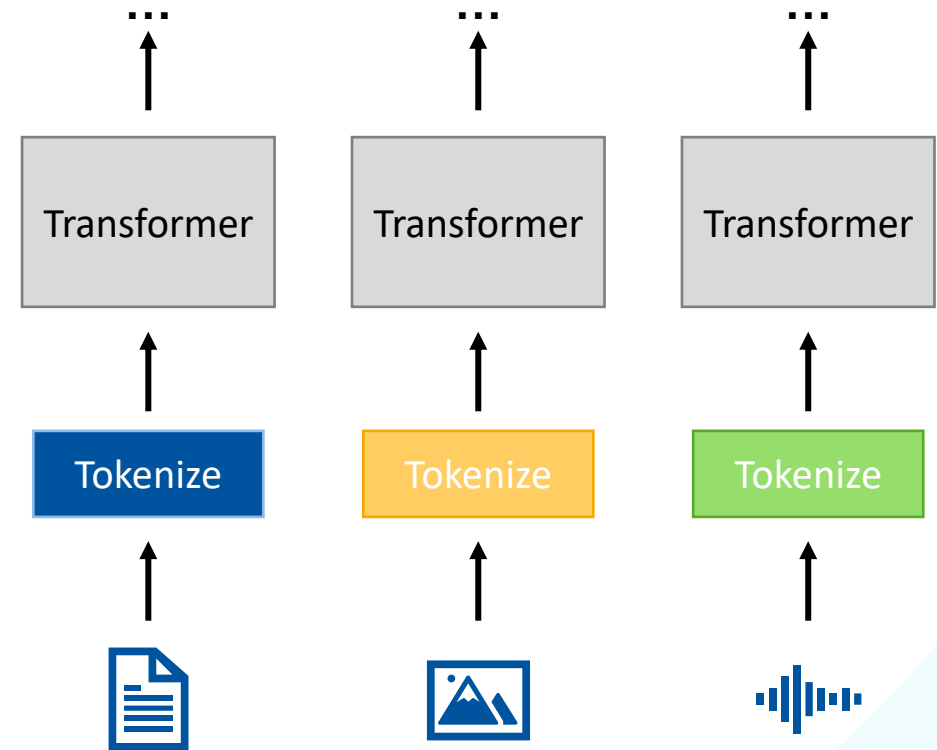 ... ... ...
Transformer Transformer Transformer
Tokenize Tokenize Tokenize